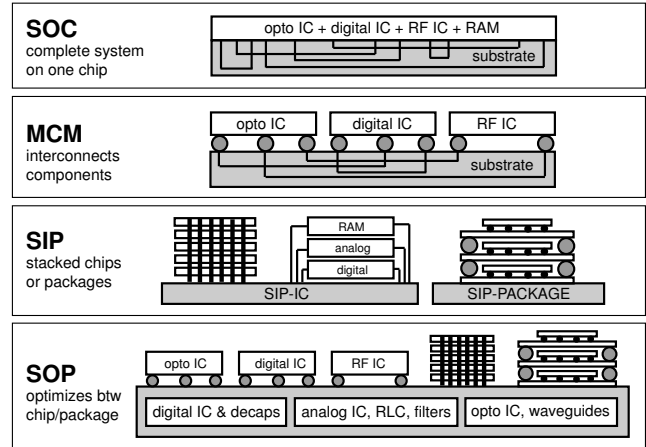 SOC
complete system
on one chip
opto IC + digital IC + RF IC + RAM
substrate
MCM
interconnects
components
opto IC
digital IC
RF IC
substrate
SIP
stacked chips
or packages
RAM
analog
digital
SIP-IC
SIP-PACKAGE
SOP
optimizes btw
chip/package
opto IC
digital IC
RF IC
digital IC & decaps
analog IC, RLC, filters
opto IC, waveguides